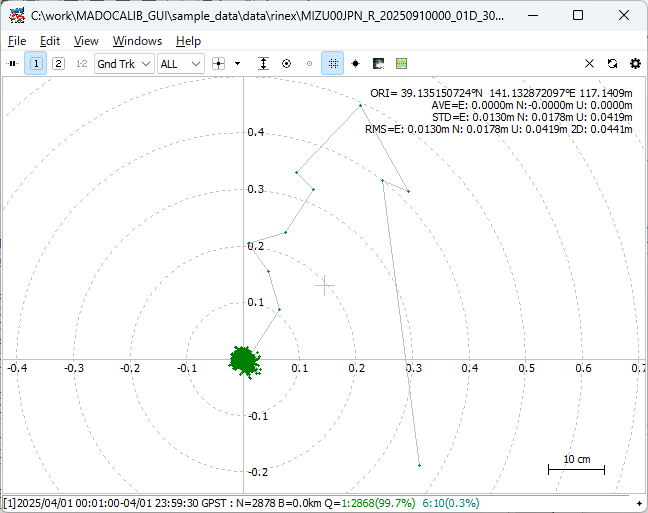 C:\work\MADOCALIB_GUI\sample_data\data\rinex\MIZU00JPN_R_20250910000_01D_30...
File Edit View Windows Help
1 2 Gnd Trk ALL
ORI= 39.135150724°N 141.132872097°E 117.1409m
AVE=E: 0.0000m N:-0.0000m U: 0.0000m
STD=E: 0.0130m N: 0.0178m U: 0.0419m
RMS=E: 0.0130m N: 0.0178m U: 0.0419m 2D: 0.0441m
0.4
0.3
0.2
0.1
-0.4 -0.3 -0.2 -0.1 0.1 0.2 0.3 0.4 0.5 0.6 0.7
-0.1
10 cm
-0.2
[1]2025/04/01 00:01:00-04/01 23:59:30 GPST : N=2878 B=0.0km Q=1:2868(99.7%) 6:10(0.3%)